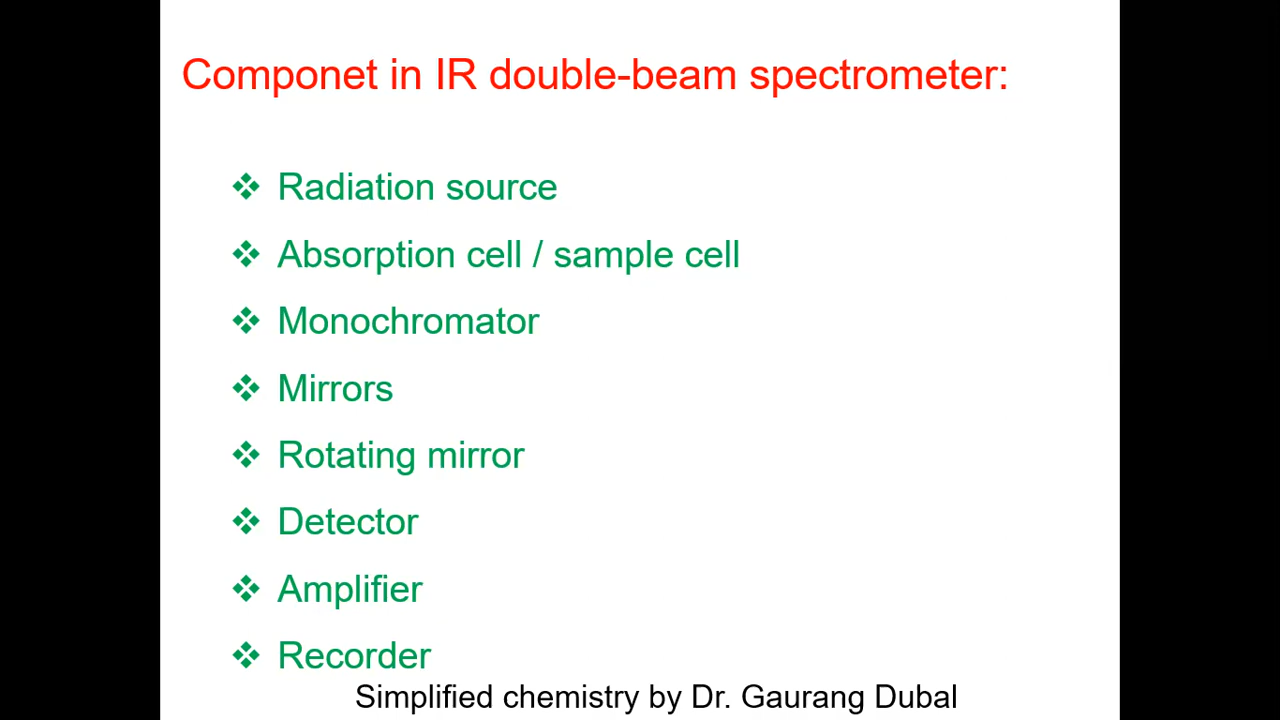 Componet in IR double-beam spectrometer:
❖ Radiation source
❖ Absorption cell / sample cell
❖ Monochromator
❖ Mirrors
❖ Rotating mirror
❖ Detector
❖ Amplifier
❖ Recorder
Simplified chemistry by Dr. Gaurang Dubal